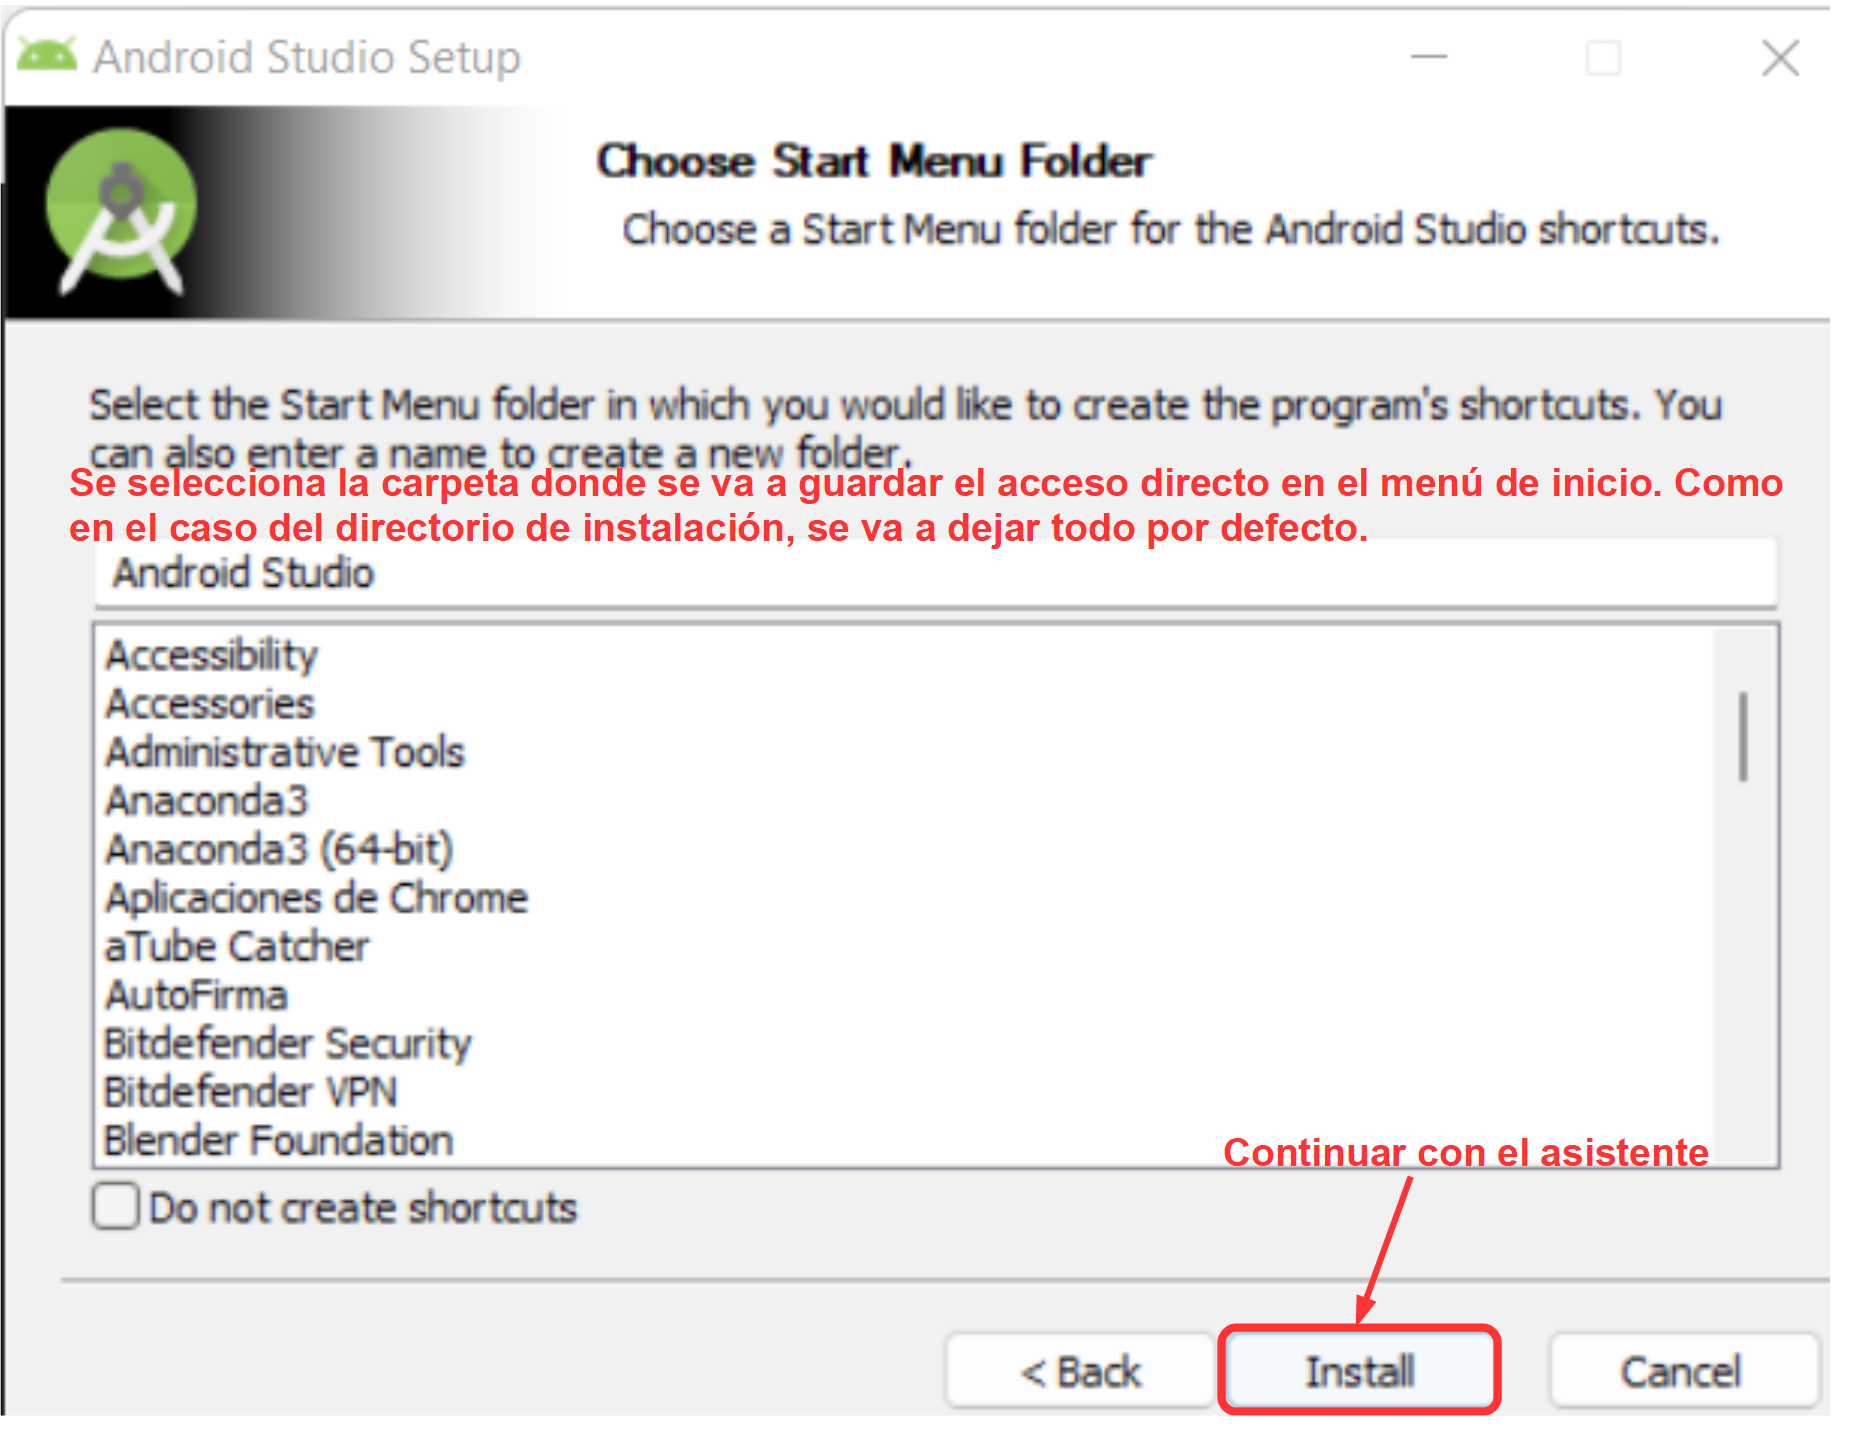 Android Studio Setup
Choose Start Menu Folder
Choose a Start Menu folder for the Android Studio shortcuts.
Select the Start Menu folder in which you would like to create the program's shortcuts. You
can also enter a name to create a new folder.
Se selecciona la carpeta donde se va a guardar el acceso directo en el menú de inicio. Como
en el caso del directorio de instalación, se va a dejar todo por defecto.
Android Studio
Accessibility
Accessories
Administrative Tools
Anaconda3
Anaconda3 (64-bit)
Aplicaciones de Chrome
aTube Catcher
AutoFirma
Bitdefender Security
Bitdefender VPN
Blender Foundation
Continuar con el asistente
Do not create shortcuts
< Back
Install
Cancel